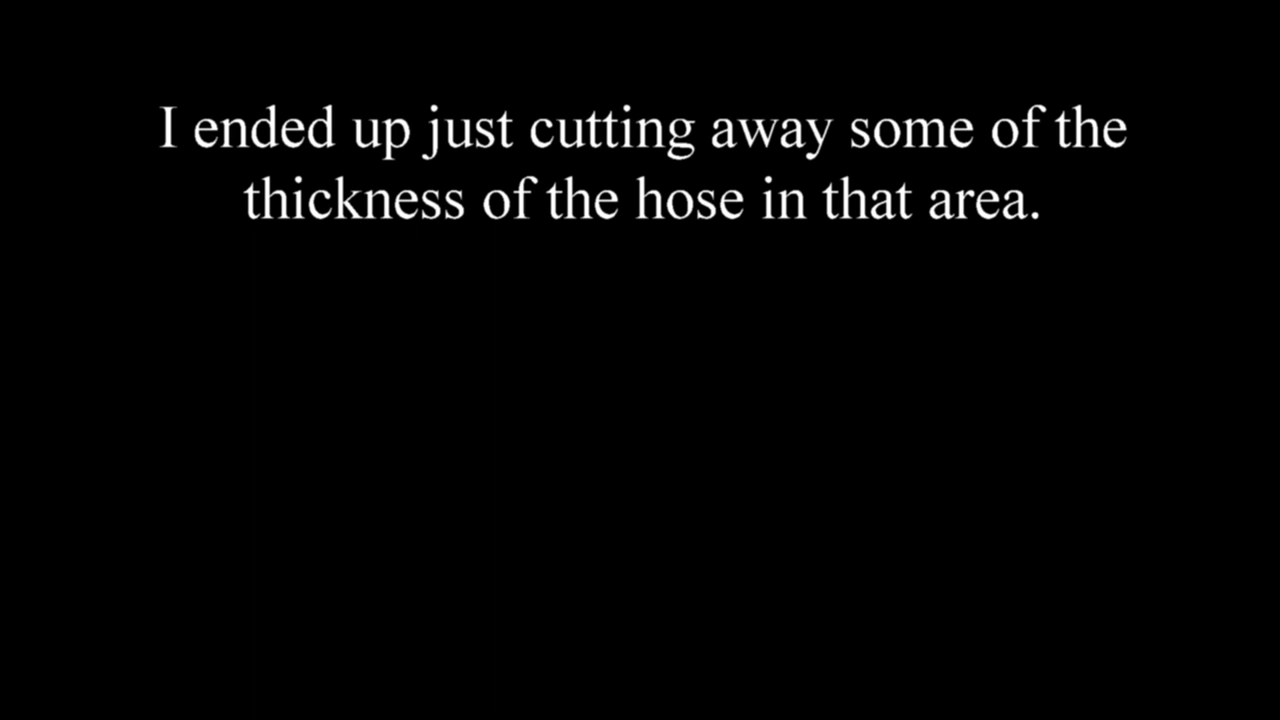 I ended up just cutting away some of the
thickness of the hose in that area.